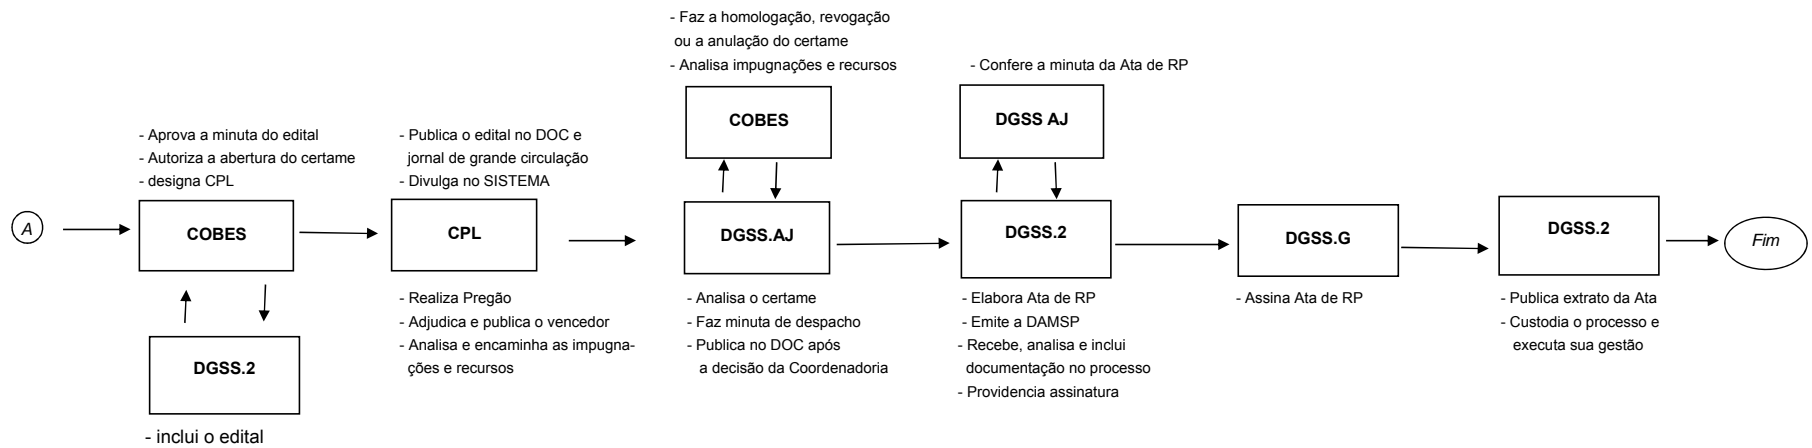 - Faz a homologação, revogação
ou a anulação do certame
- Analisa impugnações e recursos
- Confere a minuta da Ata de RP
COBES
DGSS AJ
- Aprova a minuta do edital
- Autoriza a abertura do certame
- designa CPL
- Publica o edital no DOC e
jornal de grande circulação
- Divulga no SISTEMA
A
COBES
CPL
DGSS.AJ
DGSS.2
DGSS.G
DGSS.2
Fim
- Realiza Pregão
- Adjudica e publica o vencedor
- Analisa e encaminha as impugna-
ções e recursos
- Analisa o certame
- Faz minuta de despacho
- Publica no DOC após
a decisão da Coordenadoria
- Elabora Ata de RP
- Emite a DAMSP
- Recebe, analisa e inclui
documentação no processo
- Providencia assinatura
- Assina Ata de RP
- Publica extrato da Ata
- Custodia o processo e
executa sua gestão
DGSS.2
- inclui o edital